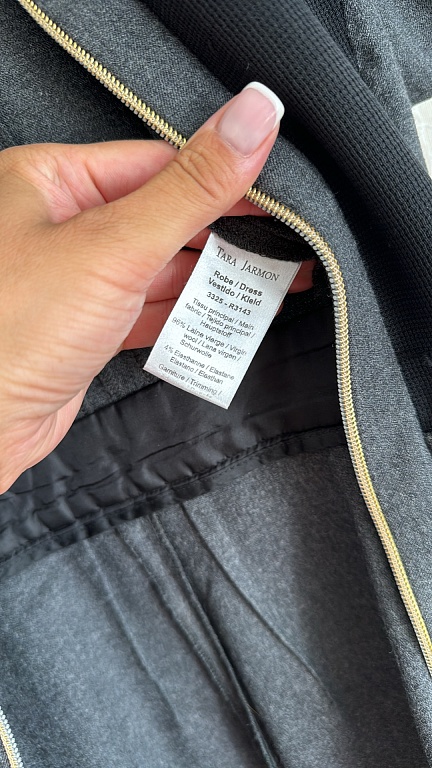 TARA JARMON
Robe / Dress
Vestido / Kleid
3325 - R3143
Tissu principal / Main
fabric / Tejido principal /
Hauptstoff
96% Laine vierge / Virgin
wool / Lana virgen /
Schurwolle
4% Elasthanne / Elastane
Elastano / Elasthan
Garniture / Trimming /